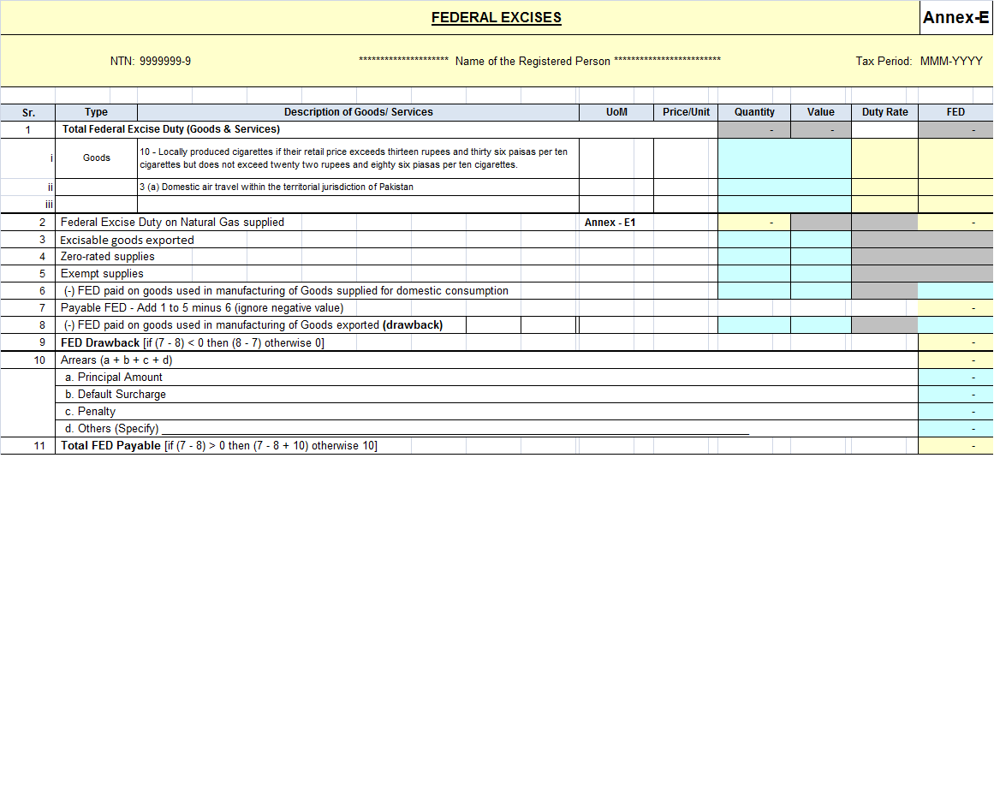 FEDERAL EXCISES Annex-E
NTN: 9999999-9 ********************* Name of the Registered Person ************************* Tax Period: MMM-YYYY
Sr. Type Description of Goods/ Services UoM Price/Unit Quantity Value Duty Rate FED
1 Total Federal Excise Duty (Goods & Services) - - -
i Goods 10 - Locally produced cigarettes if their retail price exceeds thirteen rupees and thirty six paisas per ten
cigarettes but does not exceed twenty two rupees and eighty six piasas per ten cigarettes.
ii 3 (a) Domestic air travel within the territorial jurisdiction of Pakistan
iii
2 Federal Excise Duty on Natural Gas supplied Annex - E1 - -
3 Excisable goods exported
4 Zero-rated supplies
5 Exempt supplies
6 (-) FED paid on goods used in manufacturing of Goods supplied for domestic consumption
7 Payable FED - Add 1 to 5 minus 6 (ignore negative value) -
8 (-) FED paid on goods used in manufacturing of Goods exported (drawback)
9 FED Drawback [if (7 - 8) < 0 then (8 - 7) otherwise 0] -
10 Arrears (a + b + c + d) -
a. Principal Amount -
b. Default Surcharge -
c. Penalty -
d. Others (Specify) -
11 Total FED Payable [if (7 - 8) > 0 then (7 - 8 + 10) otherwise 10] -